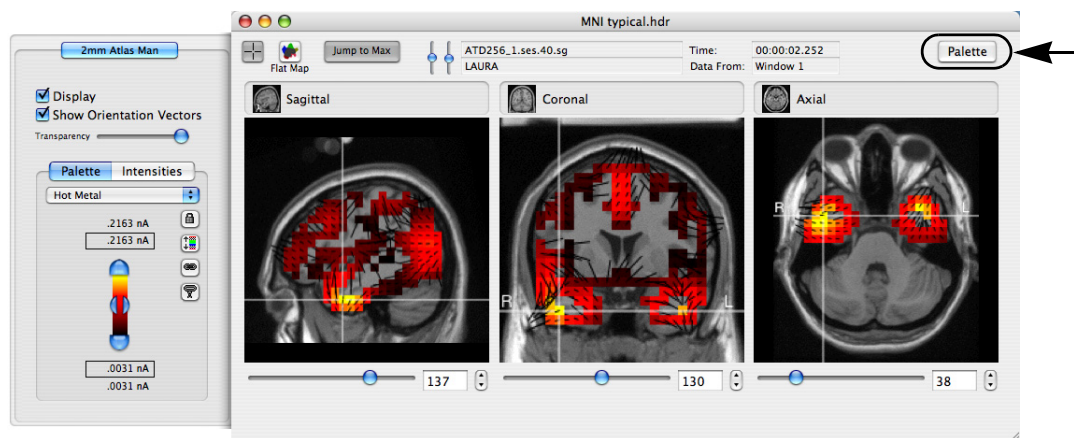 MNI typical.hdr
2mm Atlas Man
Flat Map
Jump to Max
ATD256_1.ses.40.sg
LAURA
Time:
00:00:02.252
Data From:
Window 1
Palette
Display
Show Orientation Vectors
Transparency
Palette
Intensities
Hot Metal
.2163 nA
.2163 nA
.0031 nA
.0031 nA
Sagittal
Coronal
Axial
R
L
R
L
137
130
38